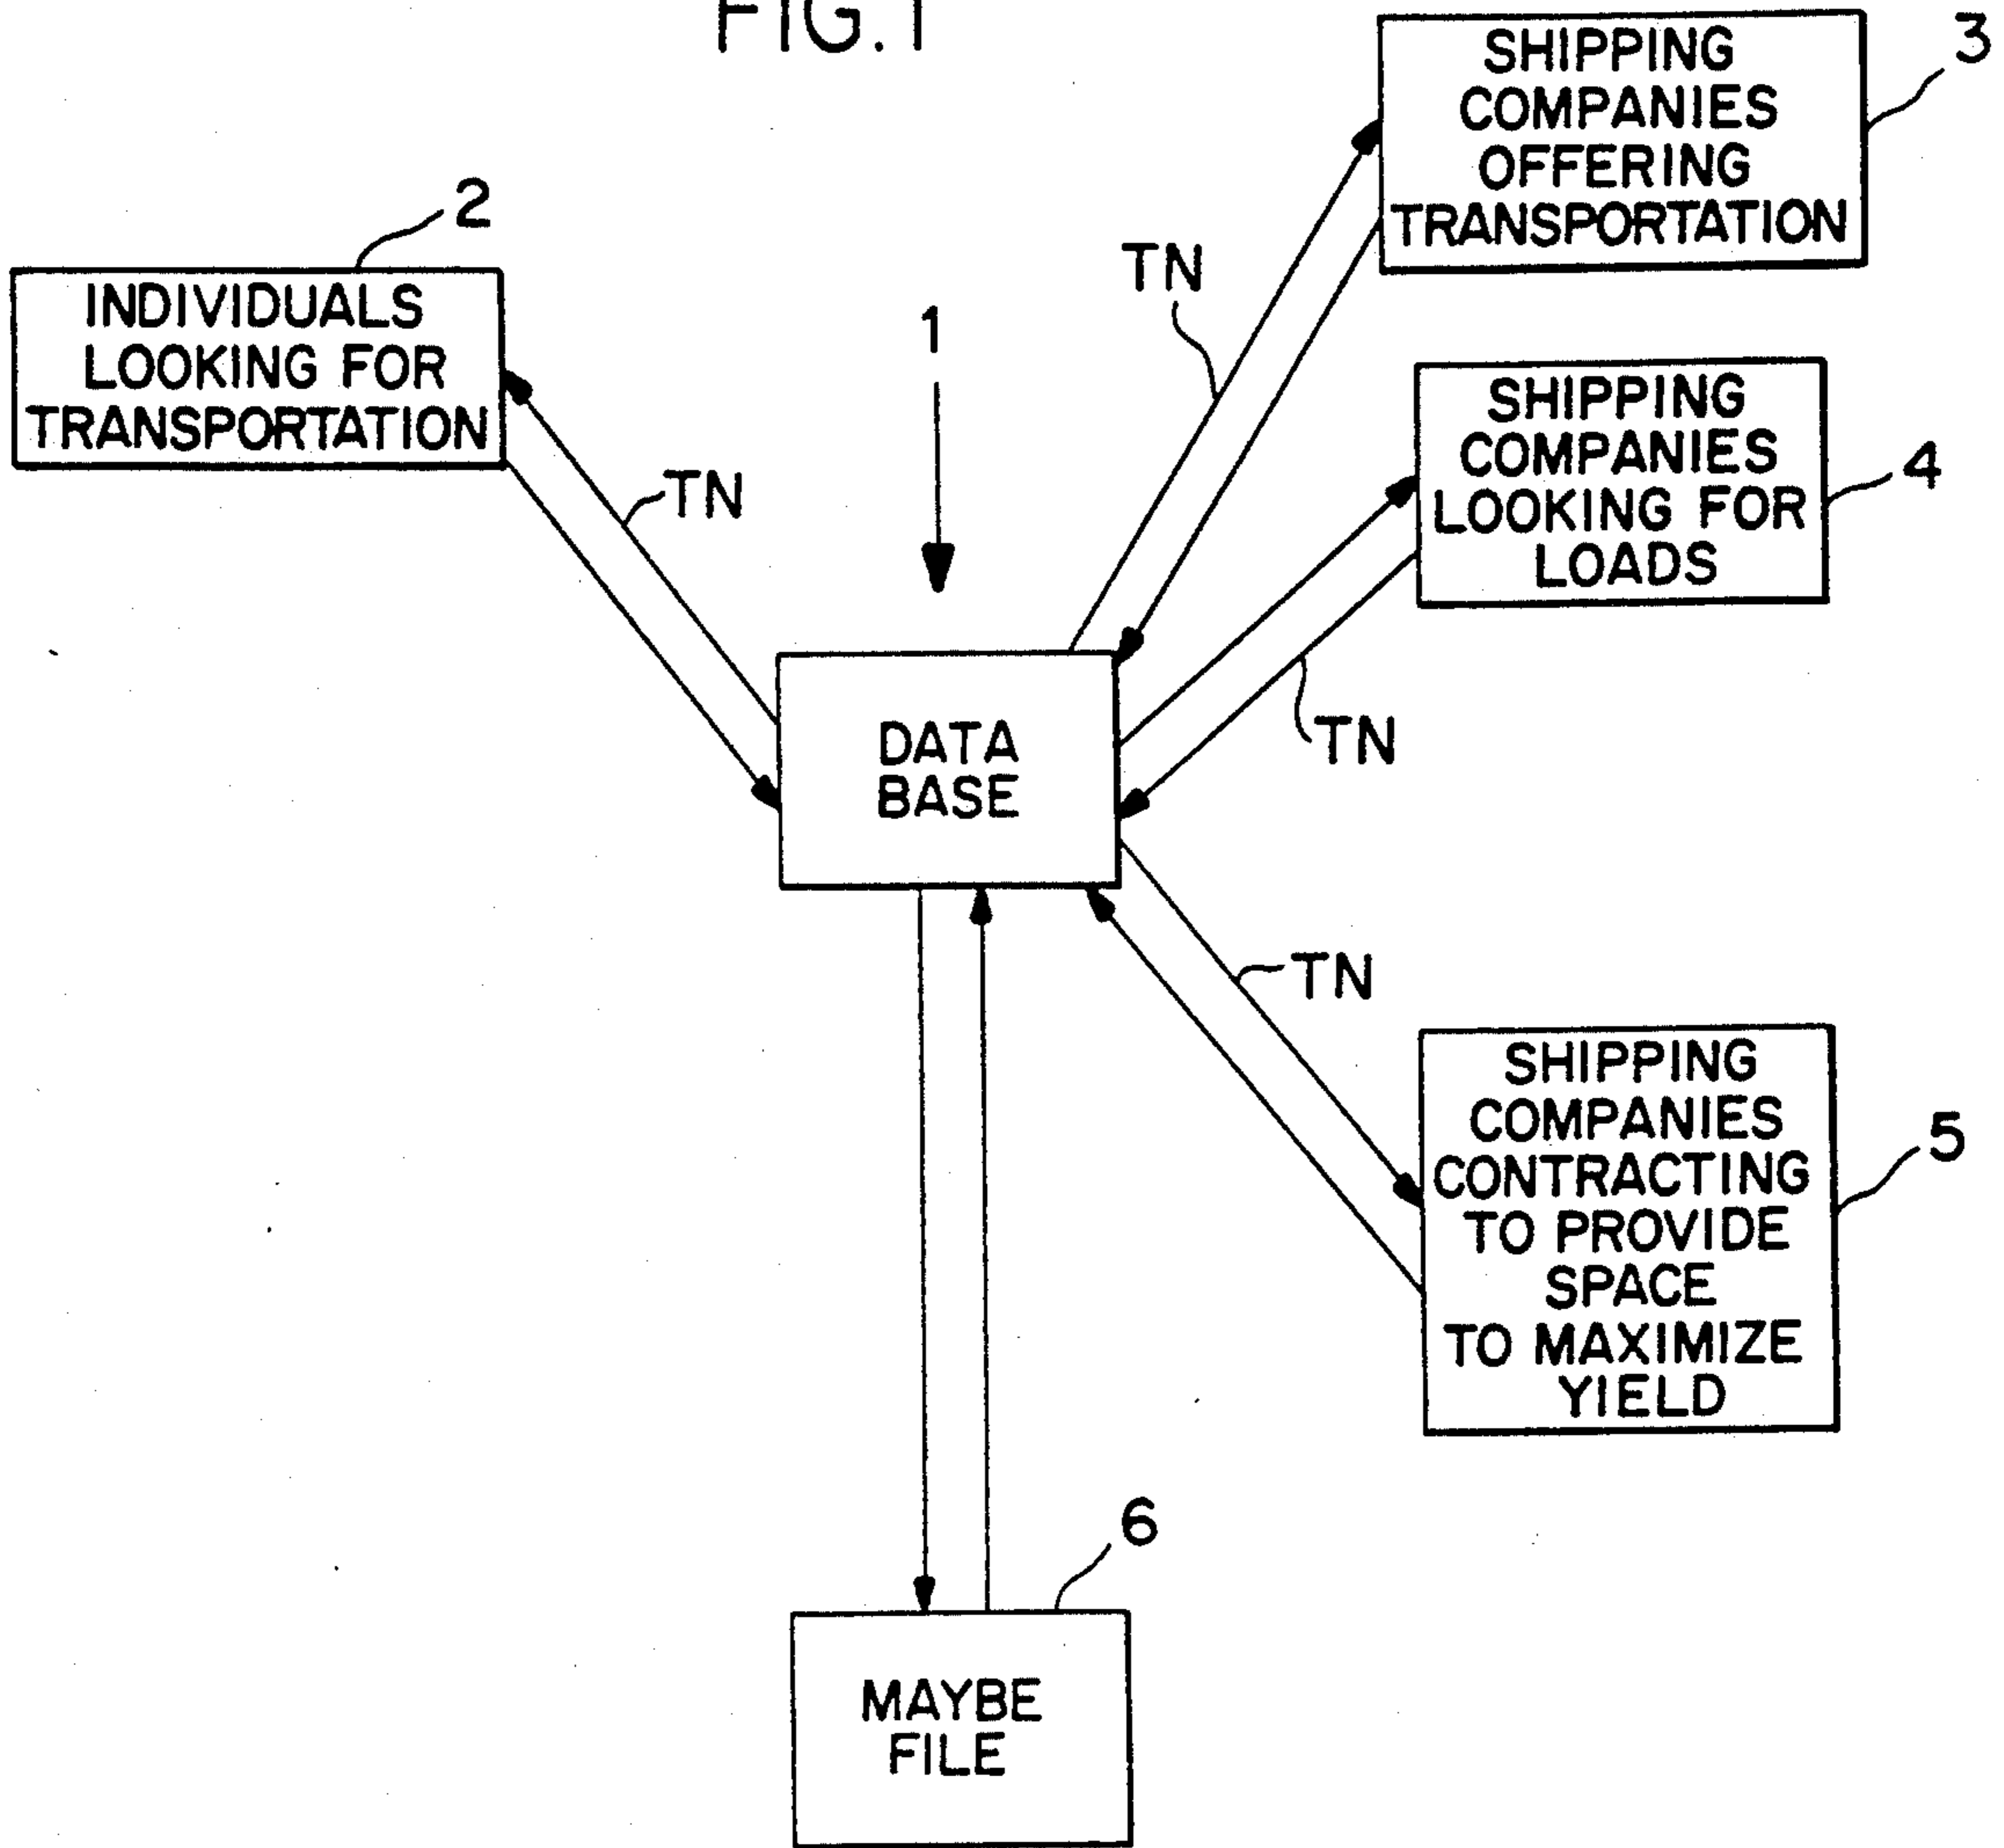 FIG. 1
SHIPPING
COMPANIES
OFFERING
TRANSPORTATION
3
2
INDIVIDUALS
LOOKING FOR
TRANSPORTATION
TN
1
TN
SHIPPING
COMPANIES
LOOKING FOR
LOADS
4
DATA
BASE
TN
TN
SHIPPING
COMPANIES
CONTRACTING
TO PROVIDE
SPACE
TO MAXIMIZE
YIELD
5
6
MAYBE
FILE